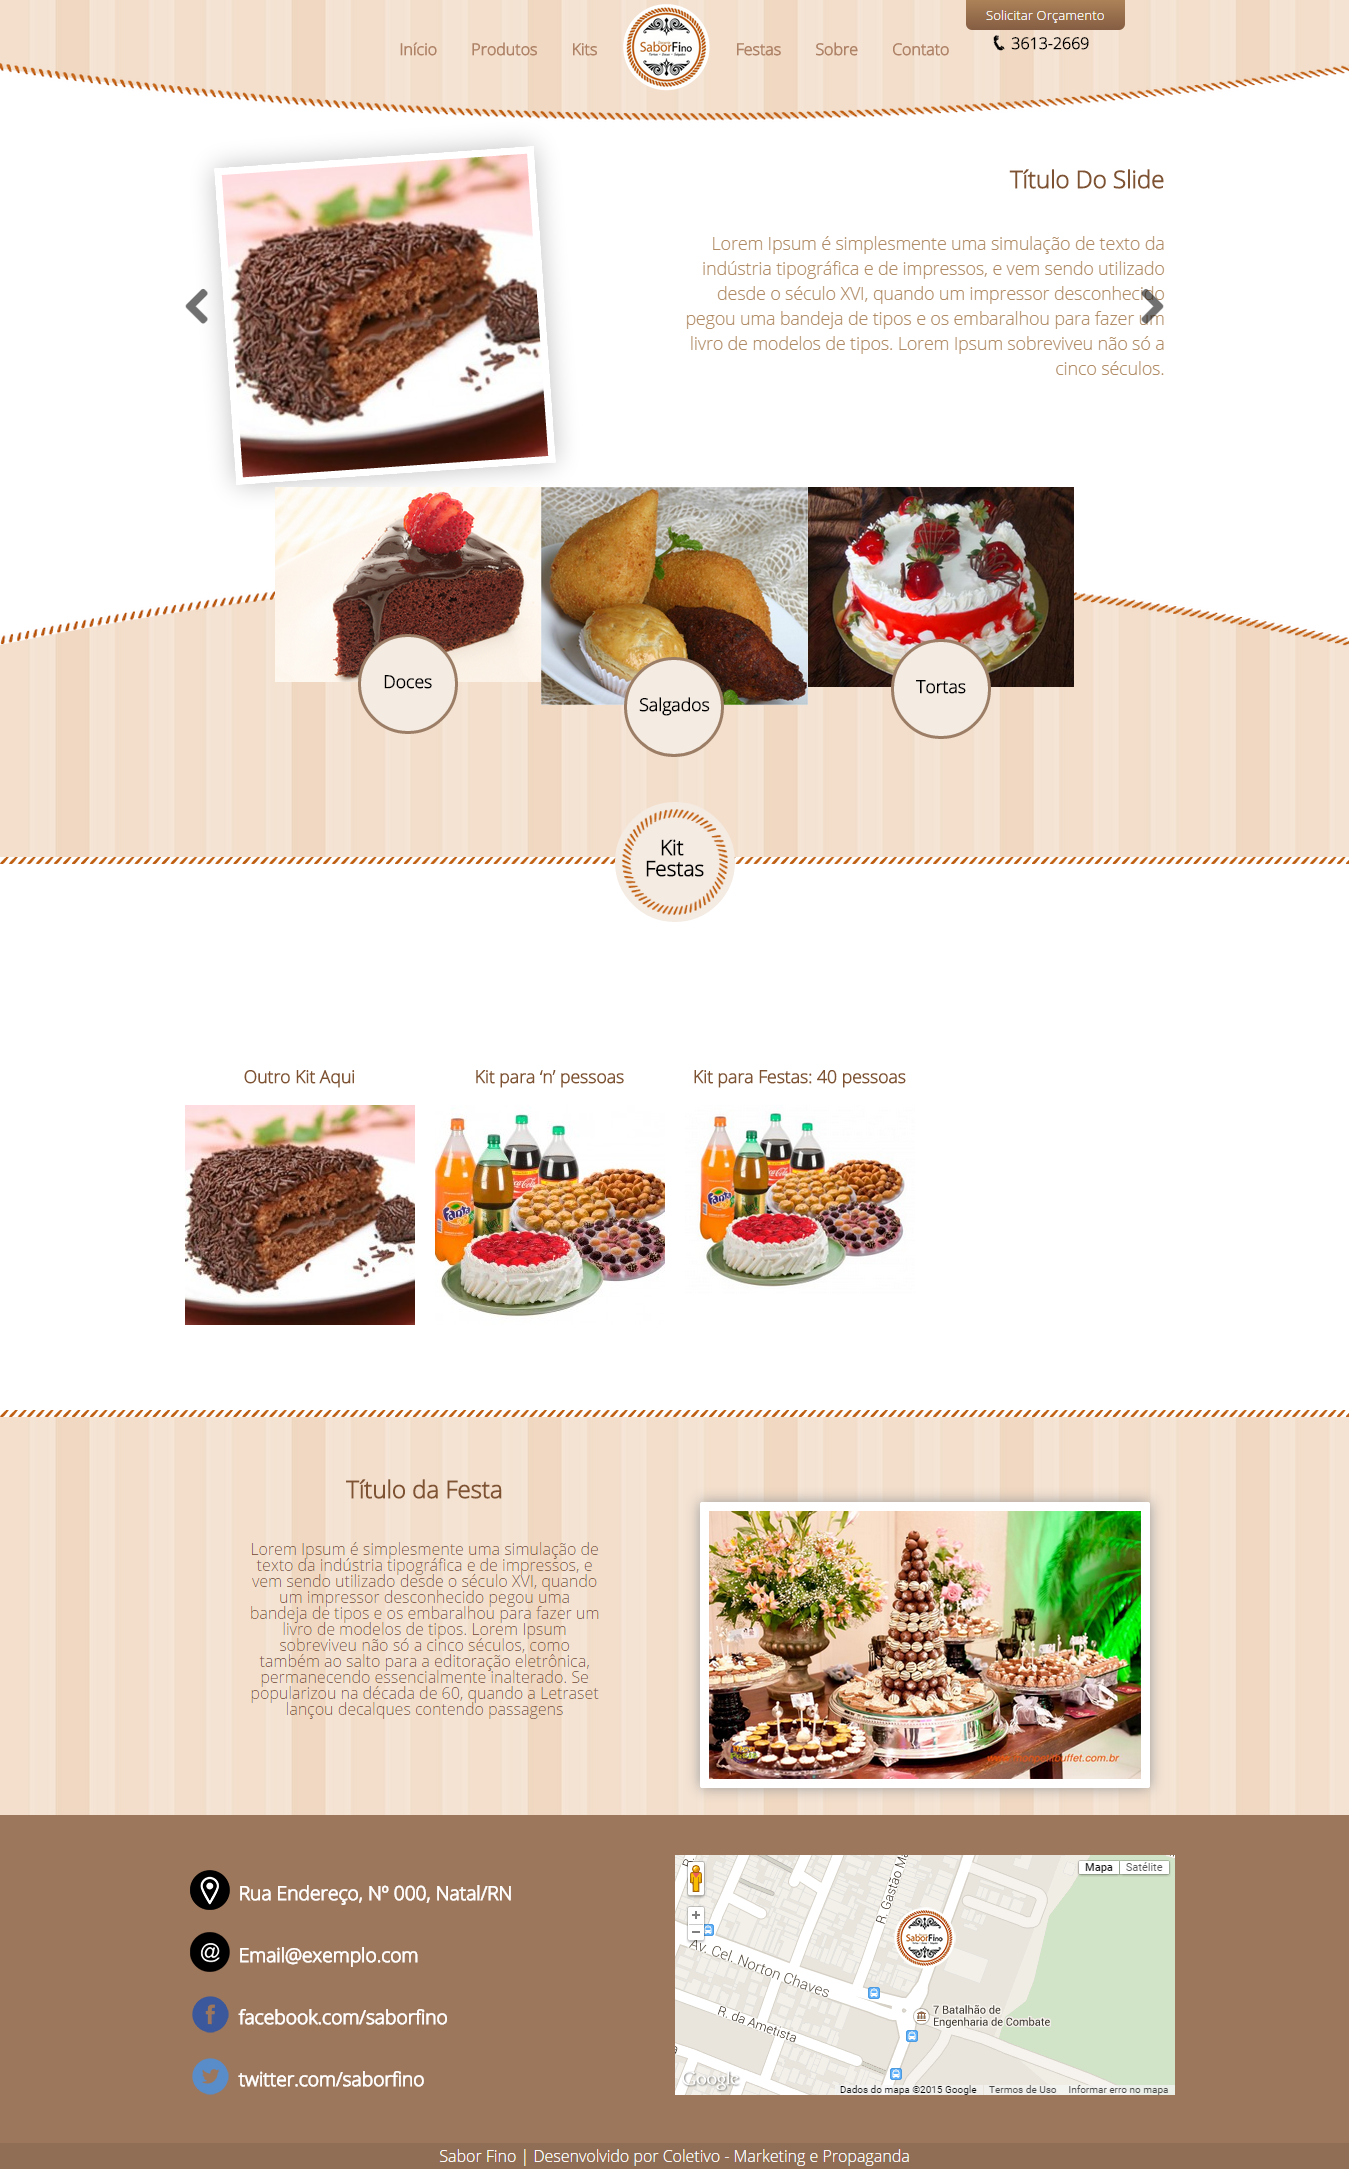 Solicitar Orçamento
3613-2669
Início Produtos Kits SaborFino Festas Sobre Contato
Título Do Slide
Lorem Ipsum é simplesmente uma simulação de texto da
indústria tipográfica e de impressos, e vem sendo utilizado
desde o século XVI, quando um impressor desconhecido
pegou uma bandeja de tipos e os embaralhou para fazer um
livro de modelos de tipos. Lorem Ipsum sobreviveu não só a
cinco séculos.
Doces
Salgados
Tortas
Kit
Festas
Outro Kit Aqui
Kit para ‘n’ pessoas
Kit para Festas: 40 pessoas
Fanta
Coca-Cola
Fanta
Título da Festa
Lorem Ipsum é simplesmente uma simulação de
texto da indústria tipográfica e de impressos, e
vem sendo utilizado desde o século XVI, quando
um impressor desconhecido pegou uma
bandeja de tipos e os embaralhou para fazer um
livro de modelos de tipos. Lorem Ipsum
sobreviveu não só a cinco séculos, como
também ao salto para a editoração eletrônica,
permanecendo essencialmente inalterado. Se
popularizou na década de 60, quando a Letraset
lançou decalques contendo passagens
Rua Endereço, Nº 000, Natal/RN
Email@exemplo.com
facebook.com/saborfino
twitter.com/saborfino
Mapa Satélite
R. Gastão Ma
SaborFino
Av. Cel. Norton Chaves
R. da Ametista
7 Batalhão de
Engenharia de Combate
Google
Dados do mapa ©2015 Google Termos de Uso Informar erro no mapa
Sabor Fino | Desenvolvido por Coletivo - Marketing e Propaganda